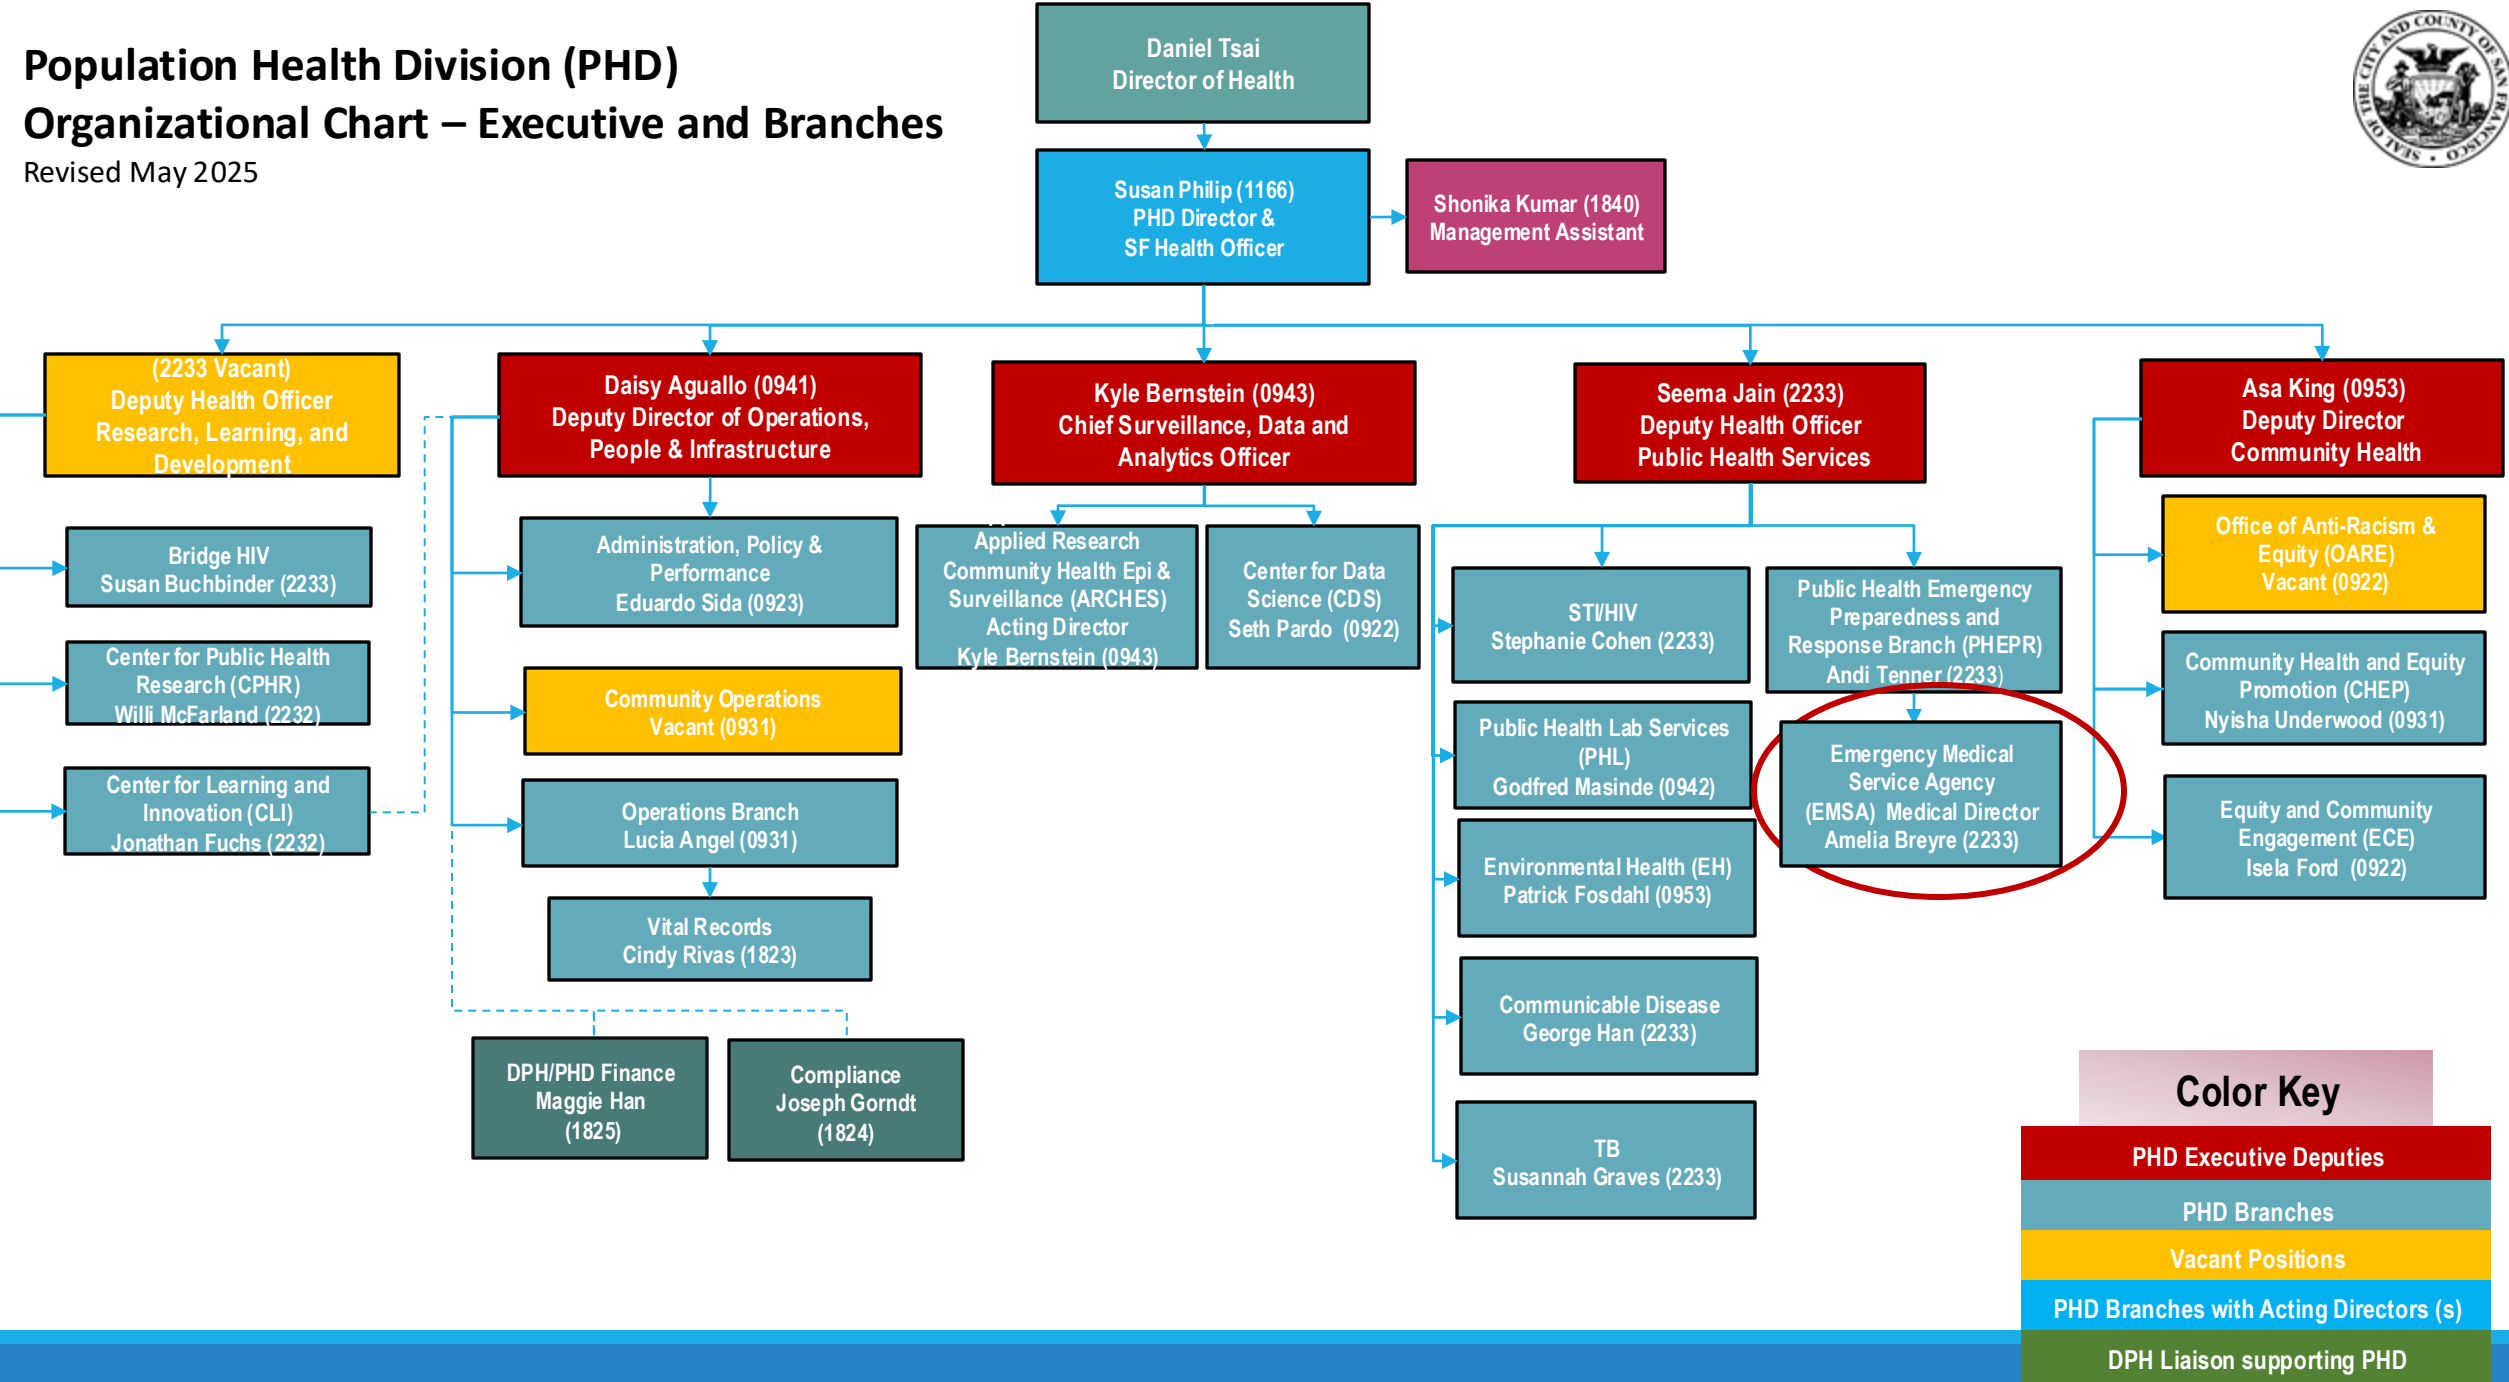 Population Health Division (PHD)
Organizational Chart – Executive and Branches
Revised May 2025
SEAL OF THE CITY AND COUNTY OF SAN FRANCISCO
Daniel Tsai
Director of Health
Susan Philip (1166)
PHD Director &
SF Health Officer
Shonika Kumar (1840)
Management Assistant
(2233 Vacant)
Deputy Health Officer
Research, Learning, and
Development
Bridge HIV
Susan Buchbinder (2233)
Center for Public Health
Research (CPHR)
Willi McFarland (2232)
Center for Learning and
Innovation (CLI)
Jonathan Fuchs (2232)
Daisy Aguallo (0941)
Deputy Director of Operations,
People & Infrastructure
Administration, Policy &
Performance
Eduardo Sida (0923)
Community Operations
Vacant (0931)
Operations Branch
Lucia Angel (0931)
Vital Records
Cindy Rivas (1823)
DPH/PHD Finance
Maggie Han
(1825)
Compliance
Joseph Gorndt
(1824)
Kyle Bernstein (0943)
Chief Surveillance, Data and
Analytics Officer
Applied Research
Community Health Epi &
Surveillance (ARCHES)
Acting Director
Kyle Bernstein (0943)
Center for Data
Science (CDS)
Seth Pardo (0922)
Seema Jain (2233)
Deputy Health Officer
Public Health Services
STI/HIV
Stephanie Cohen (2233)
Public Health Lab Services
(PHL)
Godfred Masinde (0942)
Environmental Health (EH)
Patrick Fosdahl (0953)
Communicable Disease
George Han (2233)
TB
Susannah Graves (2233)
Public Health Emergency
Preparedness and
Response Branch (PHEPR)
Andi Tenner (2233)
Emergency Medical
Service Agency
(EMSA) Medical Director
Amelia Breyre (2233)
Asa King (0953)
Deputy Director
Community Health
Office of Anti-Racism &
Equity (OARE)
Vacant (0922)
Community Health and Equity
Promotion (CHEP)
Nyisha Underwood (0931)
Equity and Community
Engagement (ECE)
Isela Ford (0922)
Color Key
PHD Executive Deputies
PHD Branches
Vacant Positions
PHD Branches with Acting Directors (s)
DPH Liaison supporting PHD